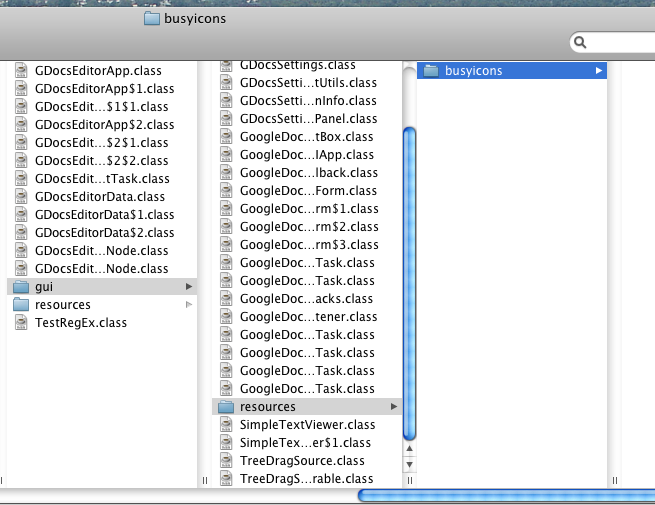 busyicons
GDocsEditorApp.class
GDocsEditorApp$1.class
GDocsEdit...$1$1.class
GDocsEditorApp$2.class
GDocsEdit...$2$1.class
GDocsEdit...$2$2.class
GDocsEdit...tTask.class
GDocsEditorData.class
GDocsEditorData$1.class
GDocsEditorData$2.class
GDocsEdit...Node.class
GDocsEdit...Node.class
gui
resources
TestRegEx.class
GDocsSettings.class
GDocsSetti...tUtils.class
GDocsSetti...nInfo.class
GDocsSetti...Panel.class
GoogleDoc...tBox.class
GoogleDoc...lApp.class
GoogleDoc...lback.class
GoogleDoc...Form.class
GoogleDoc...rm$1.class
GoogleDoc...rm$2.class
GoogleDoc...rm$3.class
GoogleDoc...Task.class
GoogleDoc...Task.class
GoogleDoc...acks.class
GoogleDoc...tener.class
GoogleDoc...Task.class
GoogleDoc...Task.class
GoogleDoc...Task.class
resources
SimpleTextViewer.class
SimpleTex...er$1.class
TreeDragSource.class
TreeDragS...rable.class
busyicons